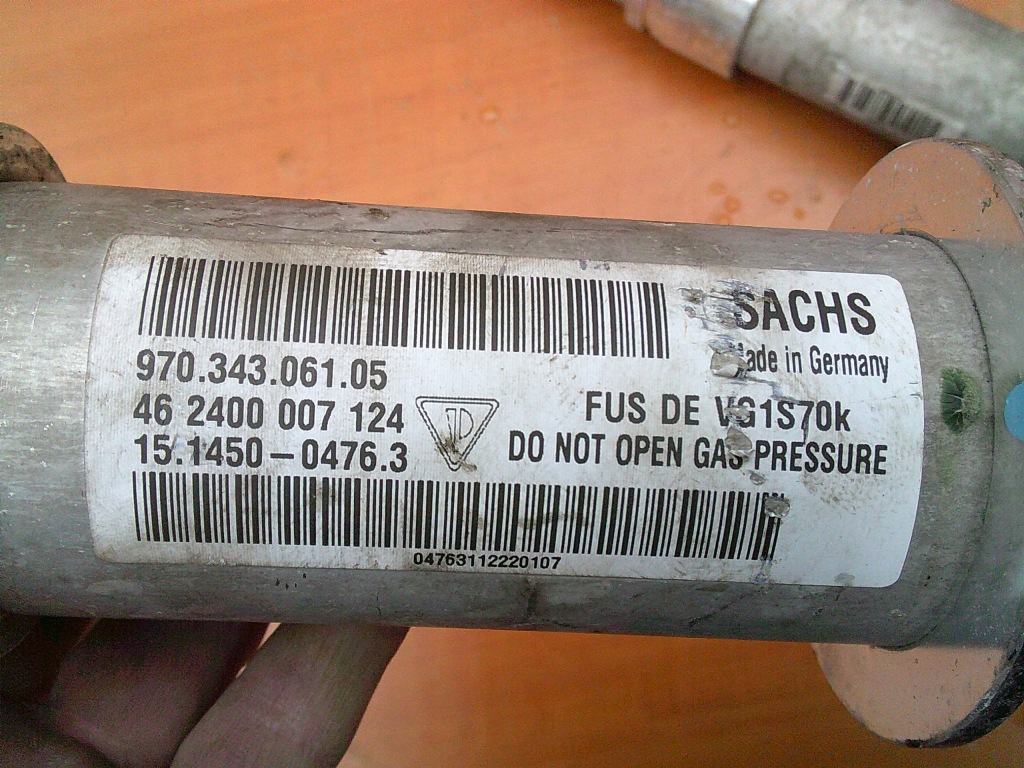 SACHS
Made in Germany
970.343.061.05
46 2400 007 124
15.1450-0476.3
FUS DE VG1S70k
DO NOT OPEN GAS PRESSURE
04763112220107